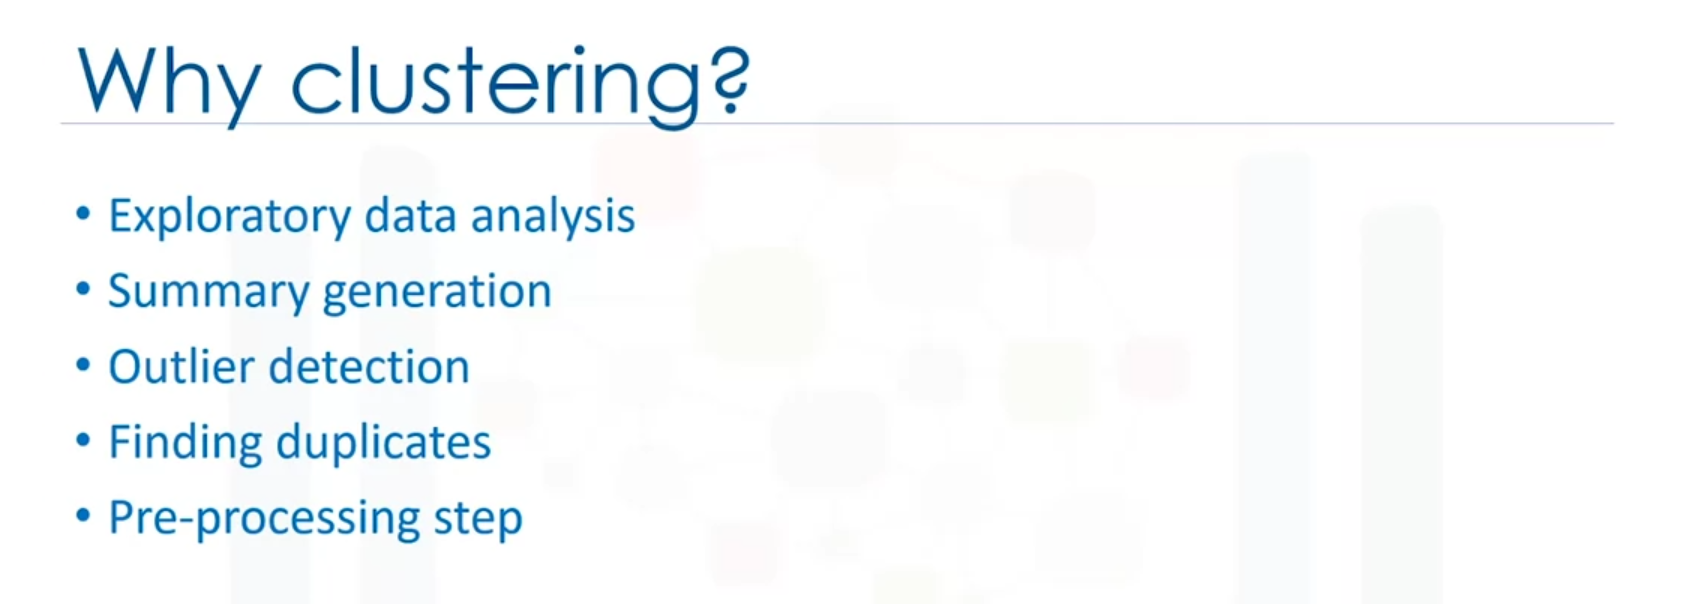 Why clustering?
• Exploratory data analysis
• Summary generation
• Outlier detection
• Finding duplicates
• Pre-processing step